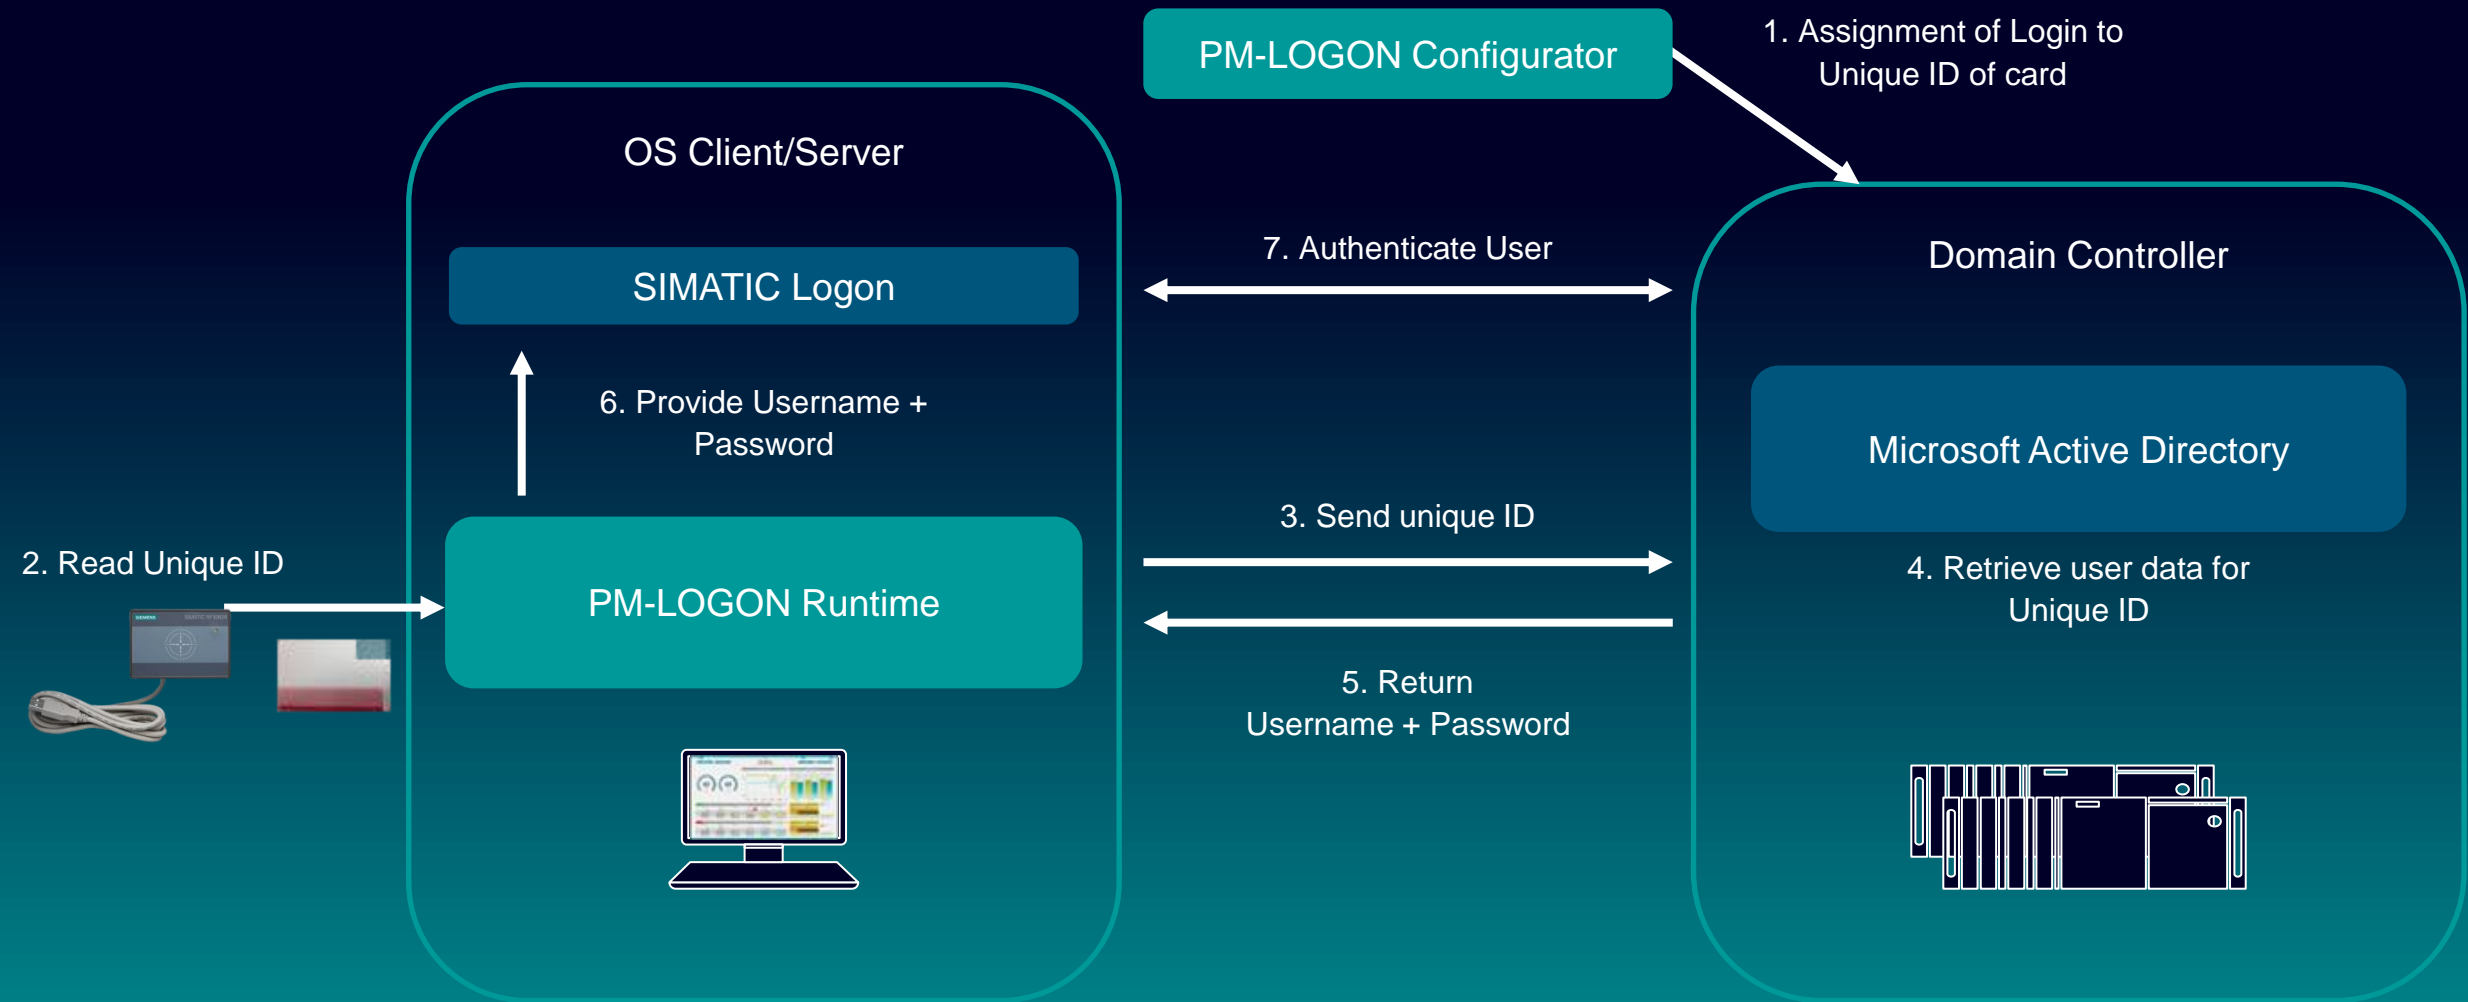 PM-LOGON Configurator
1. Assignment of Login to
Unique ID of card
OS Client/Server
SIMATIC Logon
7. Authenticate User
Domain Controller
6. Provide Username +
Password
Microsoft Active Directory
3. Send unique ID
2. Read Unique ID
PM-LOGON Runtime
4. Retrieve user data for
Unique ID
5. Return
Username + Password
SIEMENS